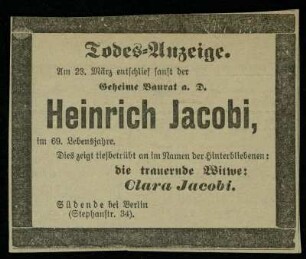 Todes-Anzeige.
Am 23. März entschlief sanft der
Geheime Baurat a. D.
Heinrich Jacobi,
im 69. Lebensjahre.
Dies zeigt tiefbetrübt an im Namen der Hinterbliebenen:
die trauernde Witwe:
Clara Jacobi.
Südende bei Berlin
(Stephanstr. 34).